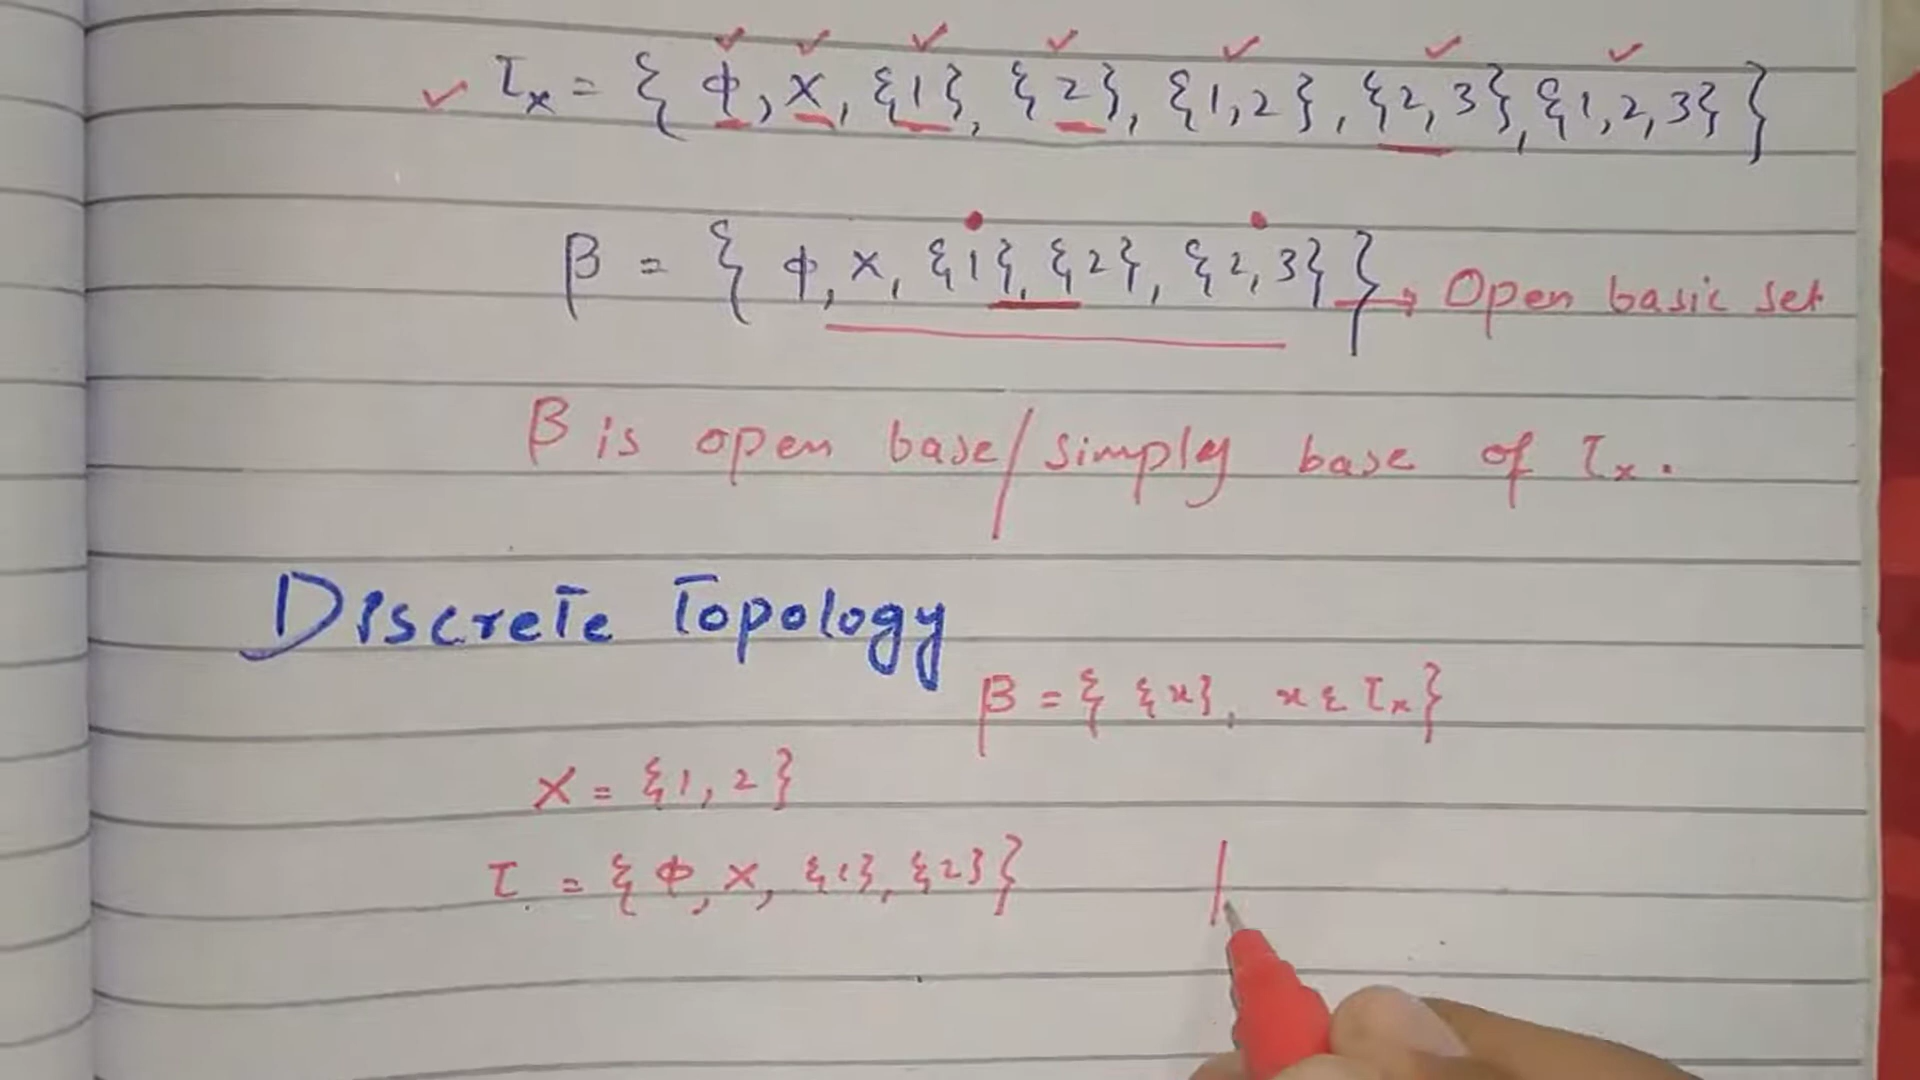 τₓ = { φ, X, {1}, {2}, {1,2}, {2,3}, {1,2,3} }
β = { φ, X, {1}, {2}, {2,3} } → Open basic set
β is open base/simply base of τₓ.
Discrete Topology
β = { {x}, x ε τₓ }
X = {1, 2}
τ = { φ, X, {1}, {2} }